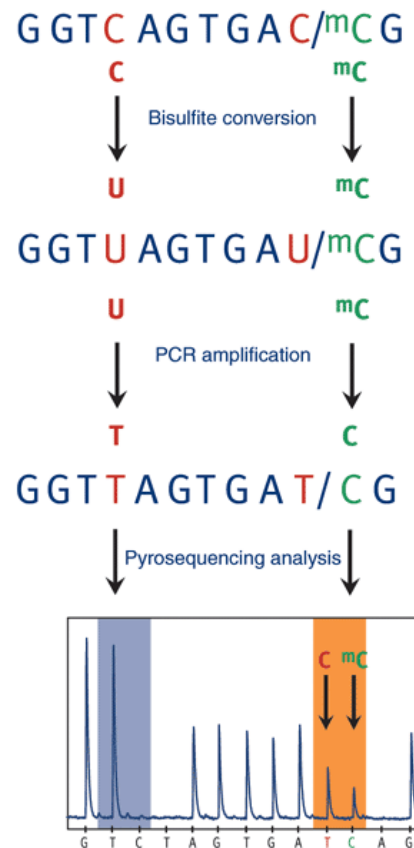 GGTCAGTGAC/mCG
C mC
Bisulfite conversion
U mC
GGTUAGTGAU/mCG
U mC
PCR amplification
T C
GGTTAGTGAT/CG
Pyrosequencing analysis
C mC
G T C T A G T G A T C A G